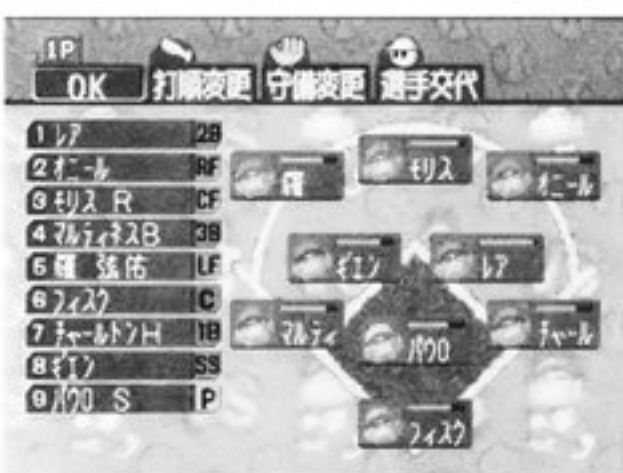 1P
OK 打順変更 守備変更 選手交代
1 レア 2B
2 オニール RF
3 モリス R CF
4 マルティネスB 3B
5 LF
6 フィスク C
7 チャールトンH 1B
8 ギエン SS
9 パウロ S P
モリス
オニール
ギエン レア
マルティ パウロ チャール
フィスク